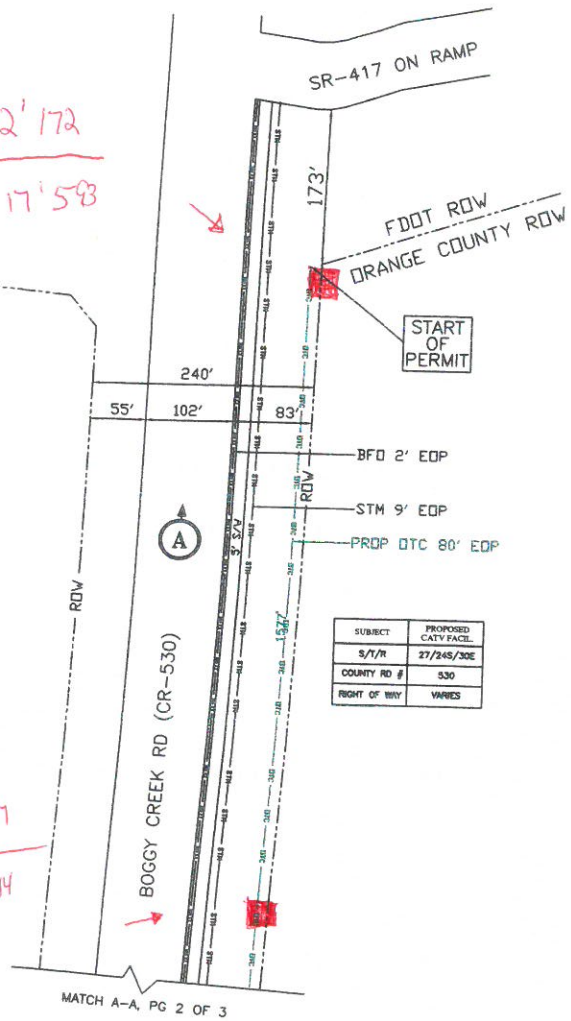 SR-417 ON RAMP
2' 172
17' 593
173'
FDOT ROW
ORANGE COUNTY ROW
START
OF
PERMIT
240'
55' 102' 83'
BFO 2' EOP
ROW
STM 9' EOP
A
5' S/W
PROP OTC 80' EOP
ROW
1577'
SUBJECT PROPOSED CATV FACIL.
S/T/R 27/24S/30E
COUNTY RD # 530
RIGHT OF WAY VARIES
BOGGY CREEK RD (CR-530)
MATCH A-A, PG 2 OF 3